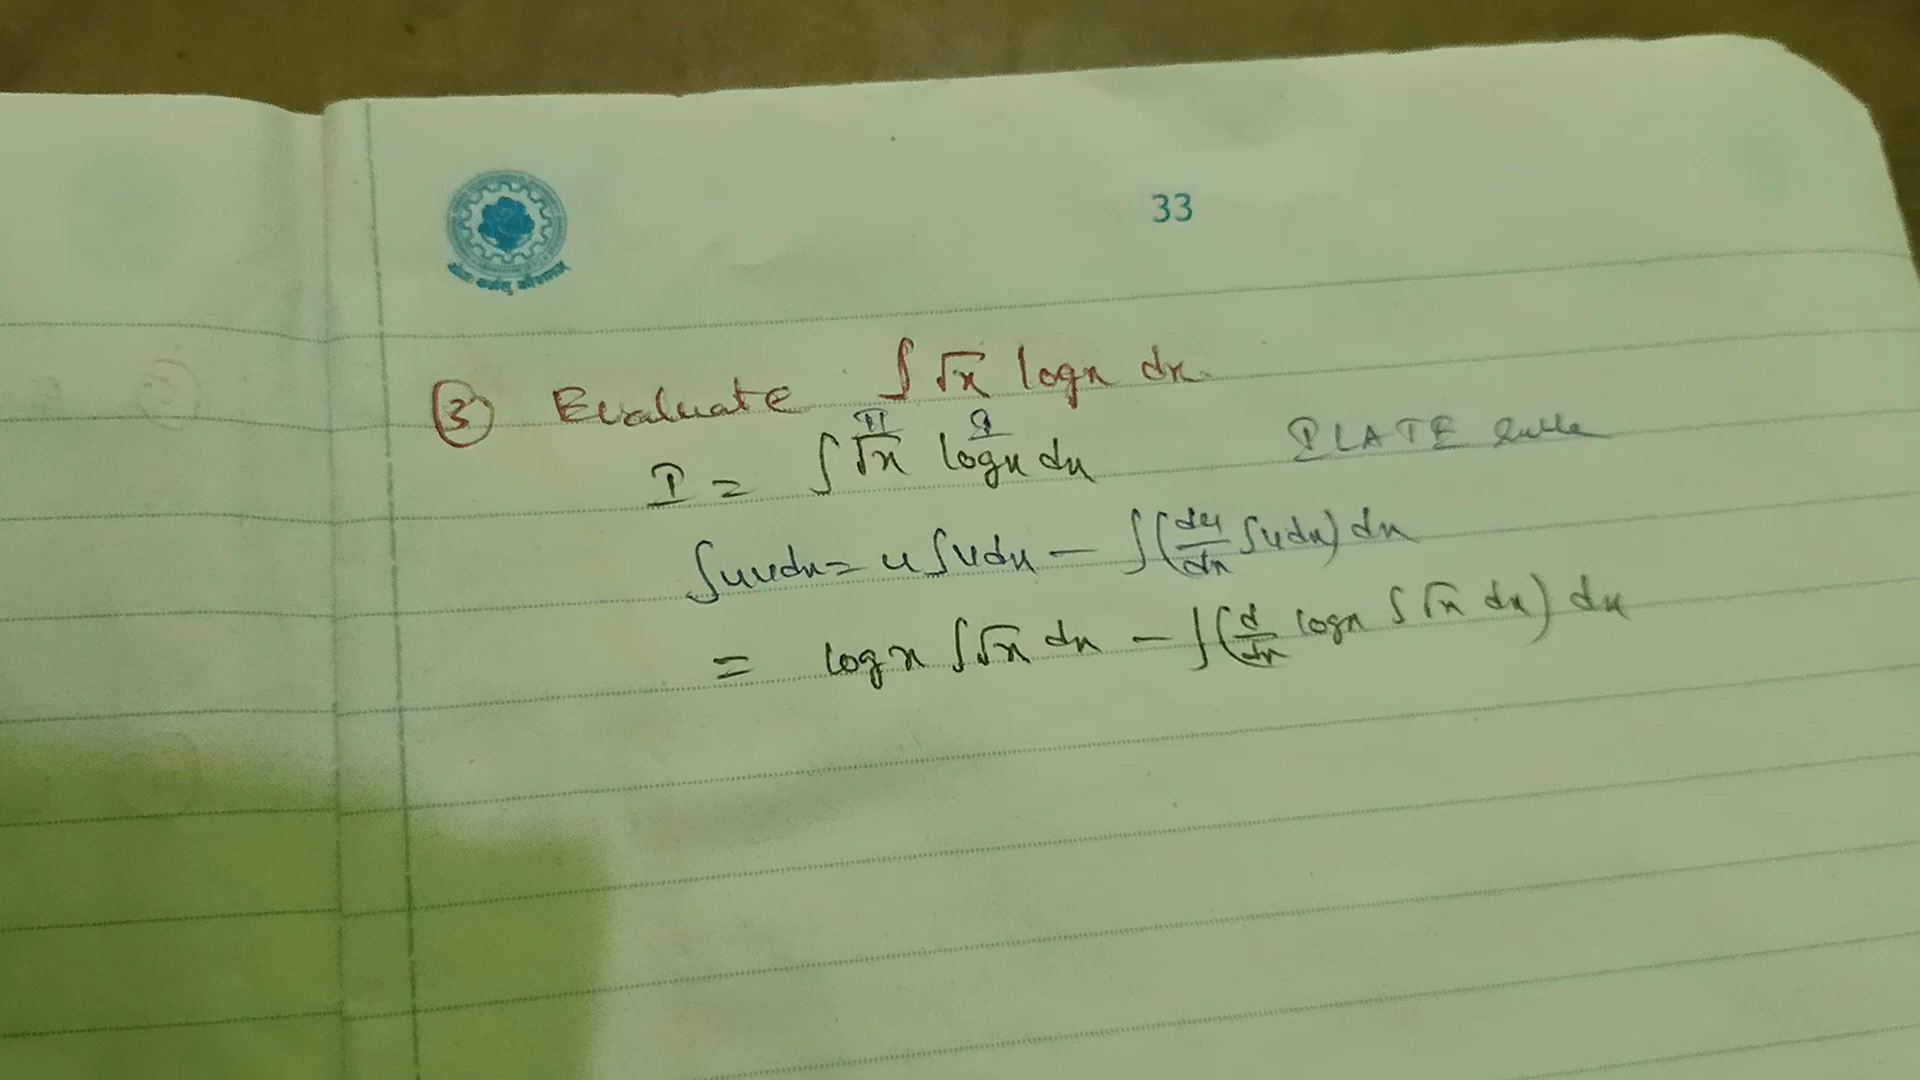 33
③ Evaluate ∫ √x logx dx.
II I
I = ∫ √x logx dx ILATE Rule
∫uvdx = u ∫vdx − ∫(du/dx ∫vdx) dx
= logx ∫√x dx − ∫(d/dx logx ∫√x dx) dx